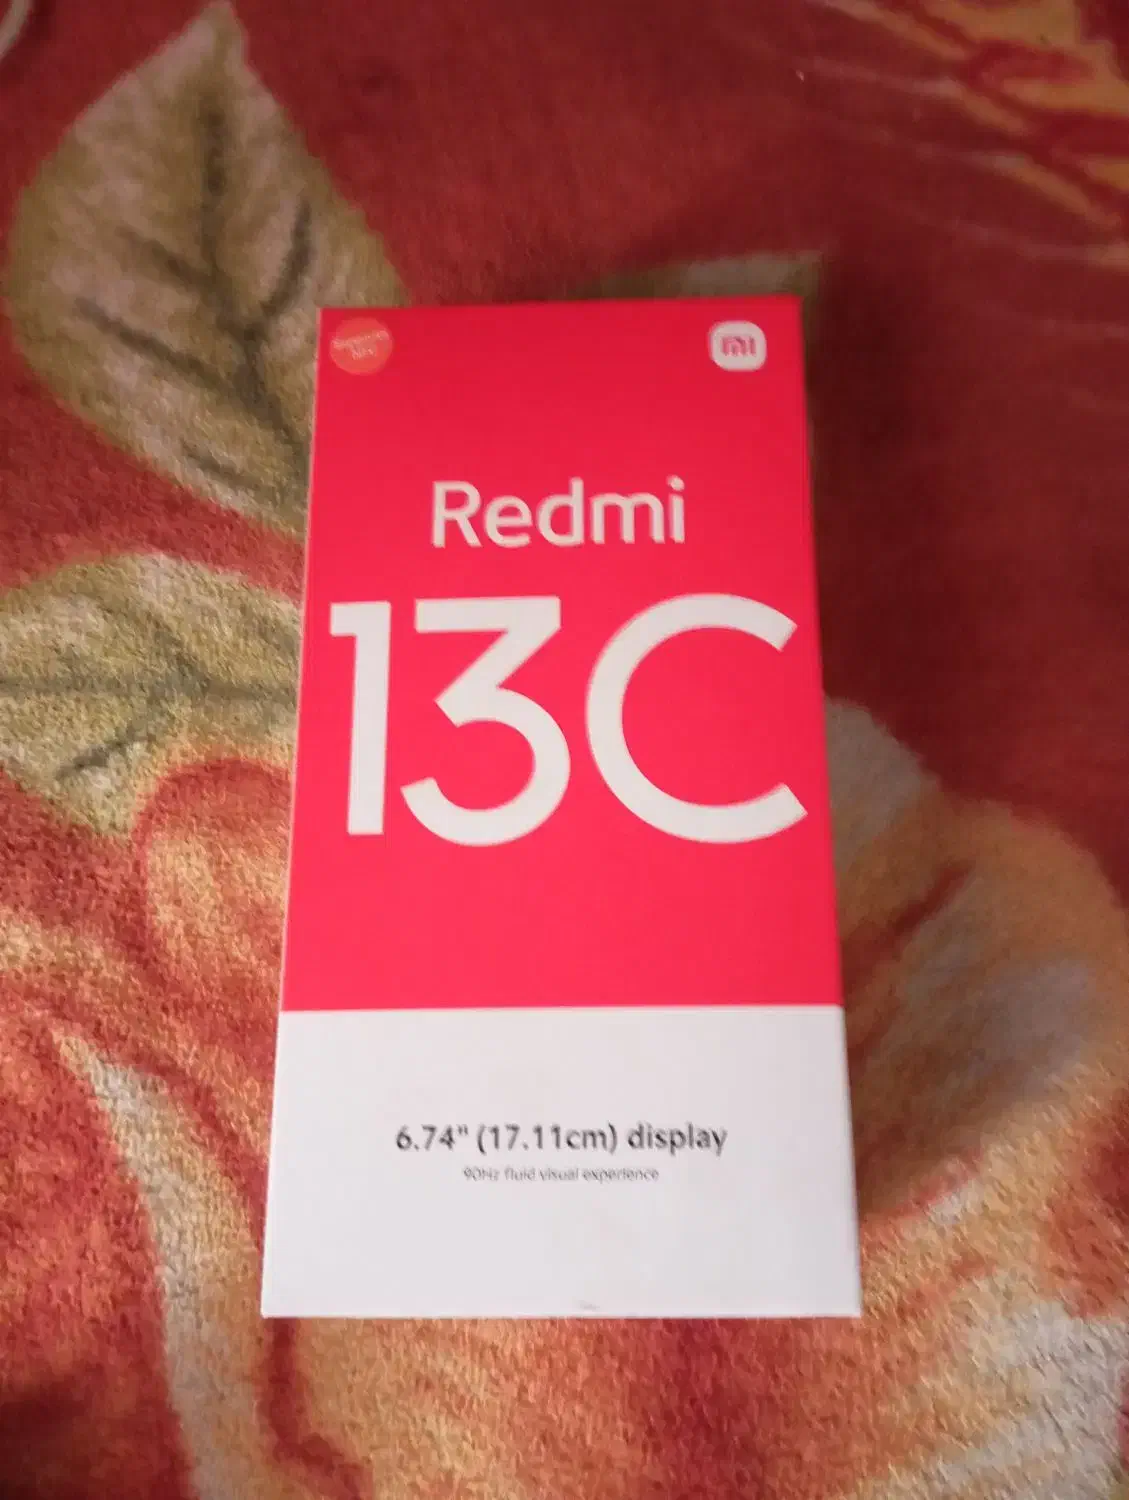 mi
Redmi
13C
6.74" (17.11cm) display
90Hz fluid visual experience